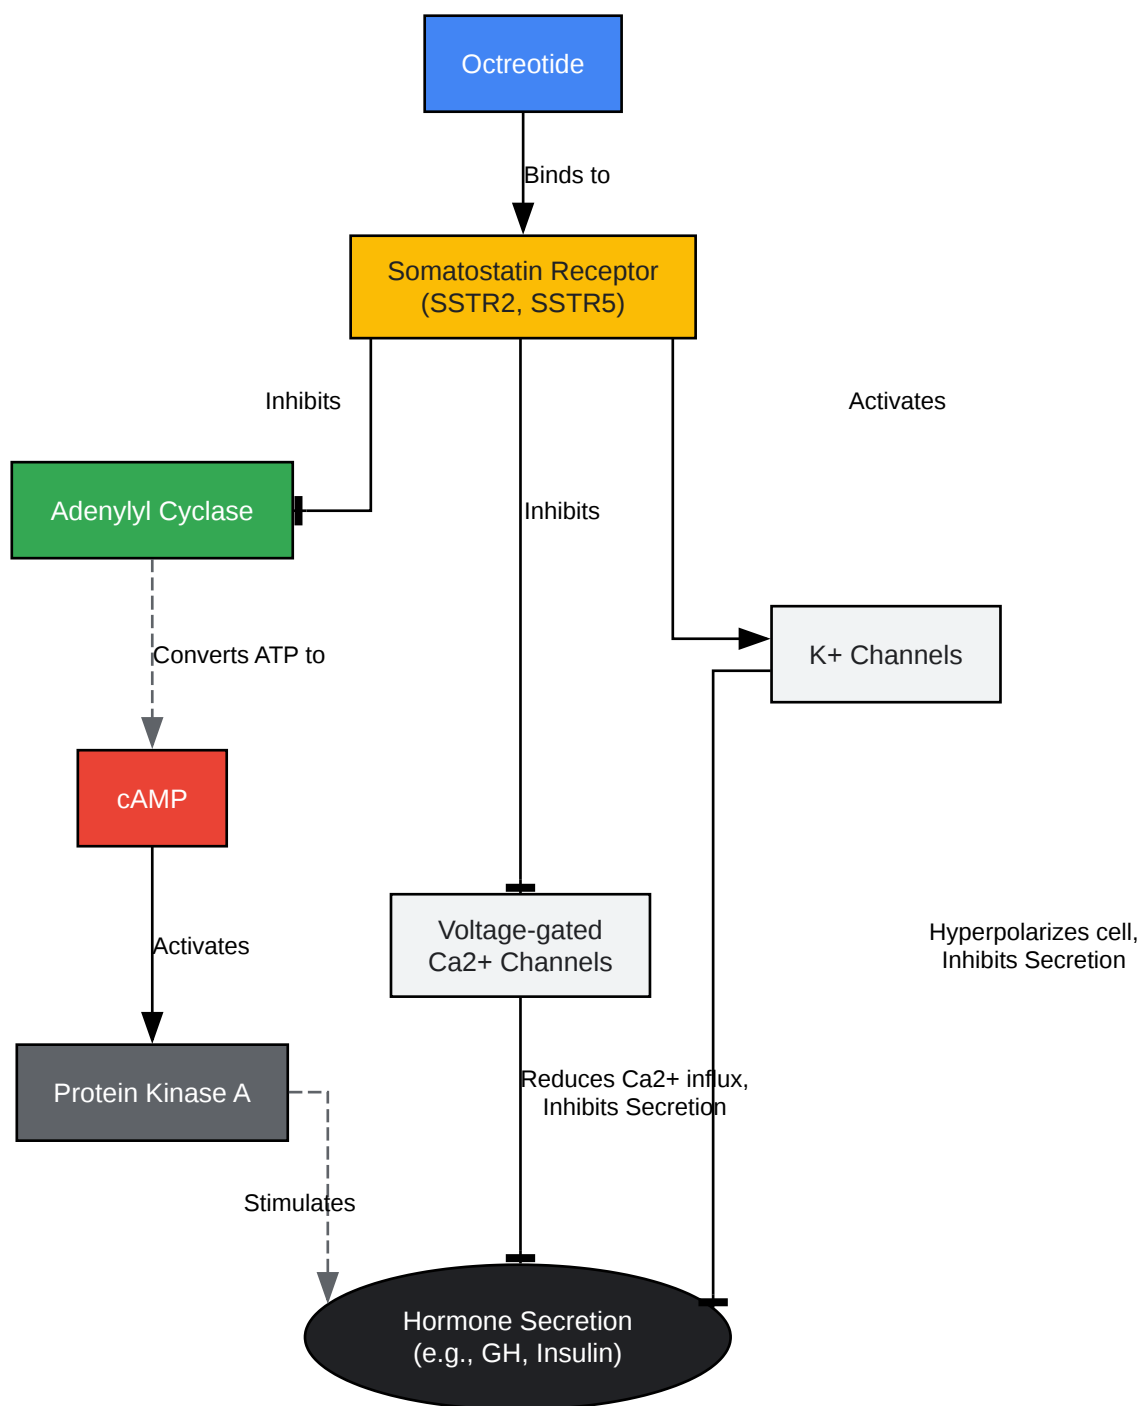 Octreotide
Binds to
Somatostatin Receptor
(SSTR2, SSTR5)
Inhibits
Activates
Adenylyl Cyclase
Inhibits
Converts ATP to
K+ Channels
cAMP
Activates
Voltage-gated
Ca2+ Channels
Hyperpolarizes cell,
Inhibits Secretion
Protein Kinase A
Reduces Ca2+ influx,
Inhibits Secretion
Stimulates
Hormone Secretion
(e.g., GH, Insulin)